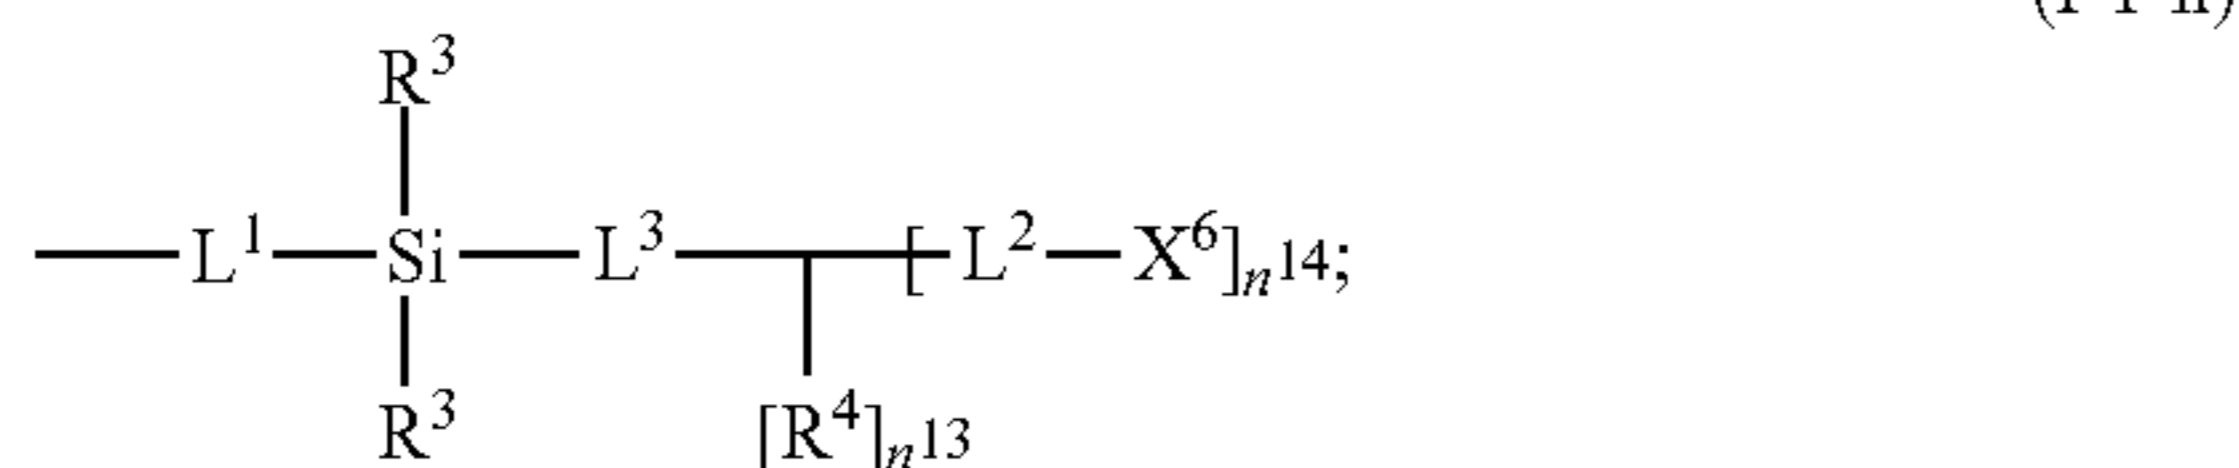 R³
L¹ Si L³ [ L² X⁶]n14;
R³ [R⁴]n13